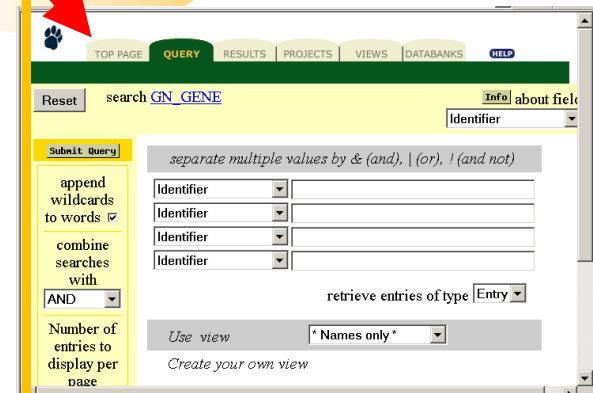 TOP PAGE QUERY RESULTS PROJECTS VIEWS DATABANKS HELP
Reset search GN_GENE Info about field
Identifier
Submit Query
separate multiple values by & (and), | (or), ! (and not)
append
wildcards
to words
Identifier
Identifier
Identifier
Identifier
combine
searches
with
AND
retrieve entries of type Entry
Number of
entries to
display per
page
Use view * Names only *
Create your own view